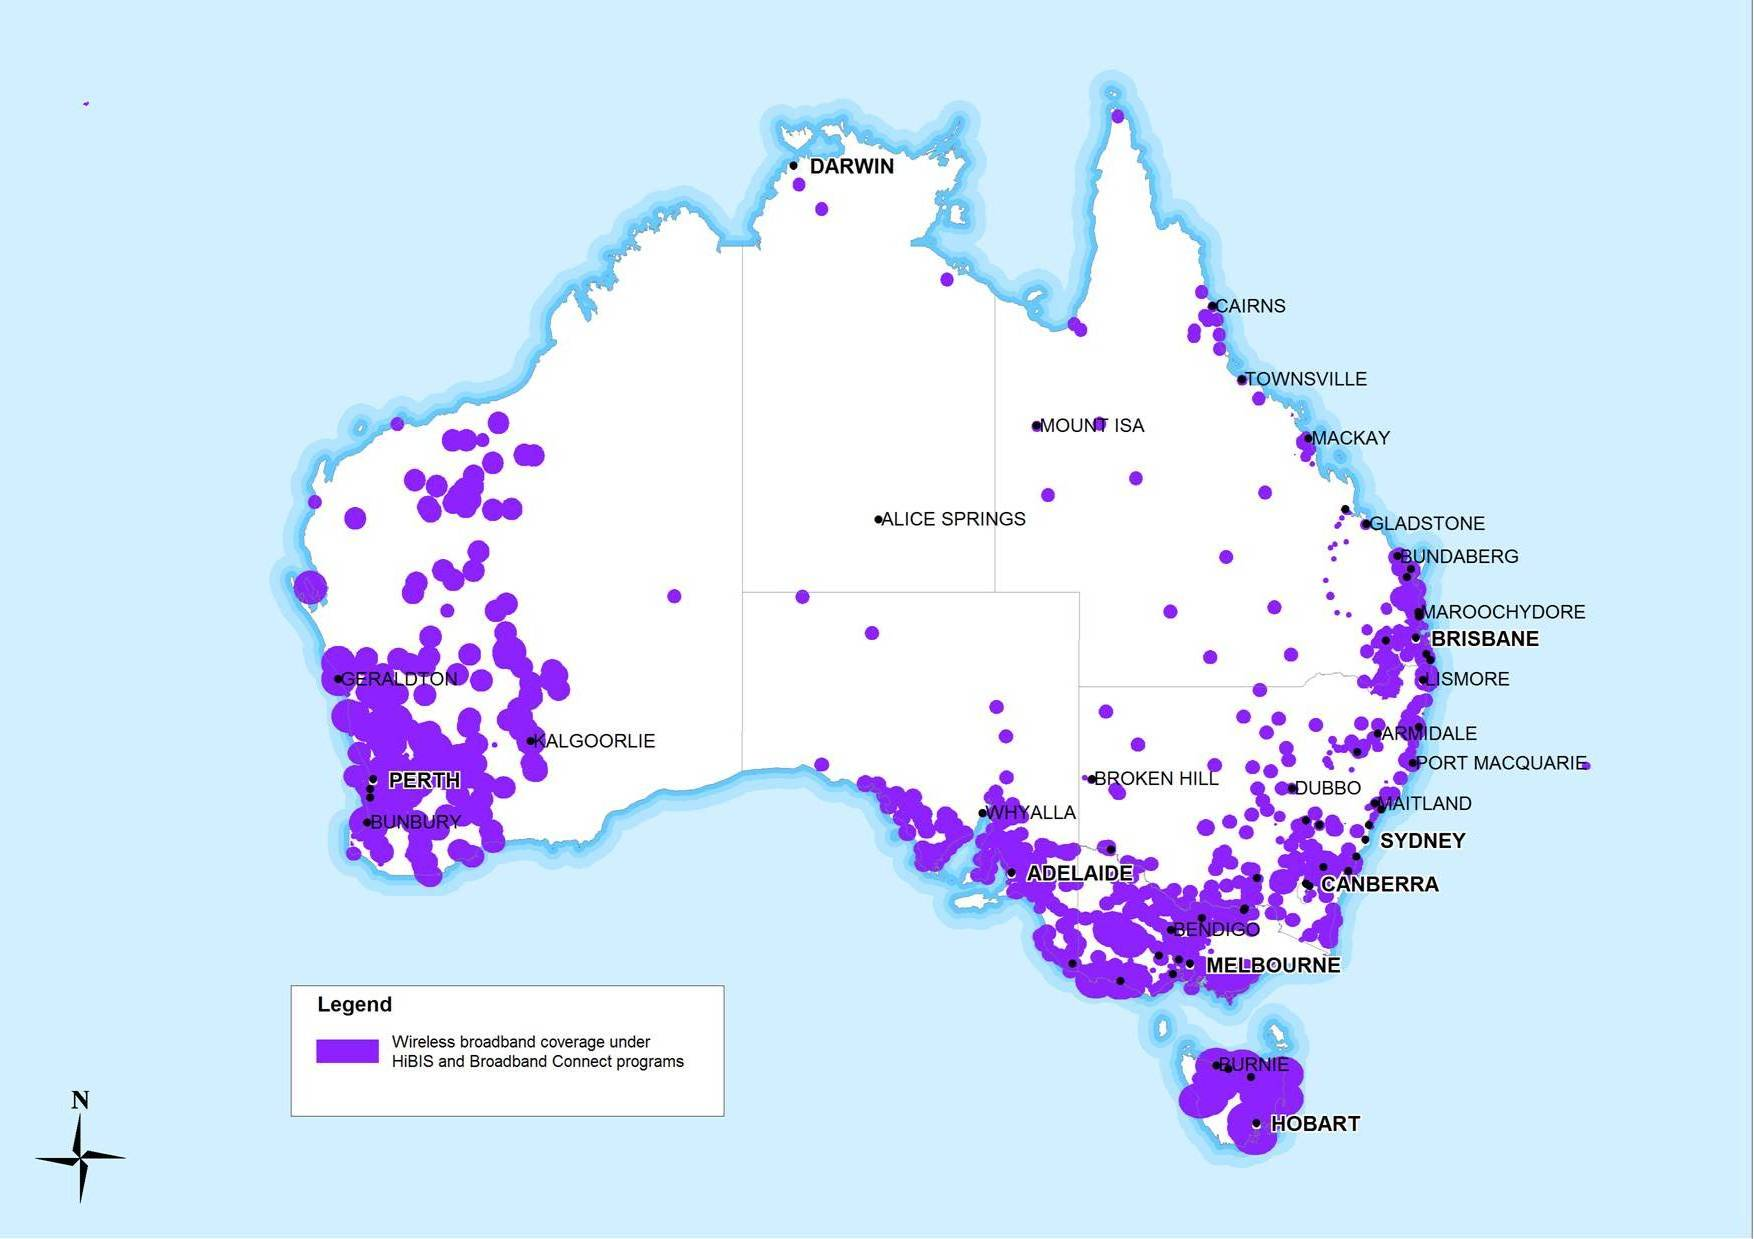 DARWIN
CAIRNS
TOWNSVILLE
MOUNT ISA
MACKAY
ALICE SPRINGS
GLADSTONE
BUNDABERG
MAROOCHYDORE
BRISBANE
GERALDTON
LISMORE
KALGOORLIE
ARMIDALE
PORT MACQUARIE
PERTH
BROKEN HILL
DUBBO
MAITLAND
BUNBURY
WHYALLA
SYDNEY
ADELAIDE
CANBERRA
BENDIGO
MELBOURNE
Legend
Wireless broadband coverage under
HiBIS and Broadband Connect programs
BURNIE
N
HOBART